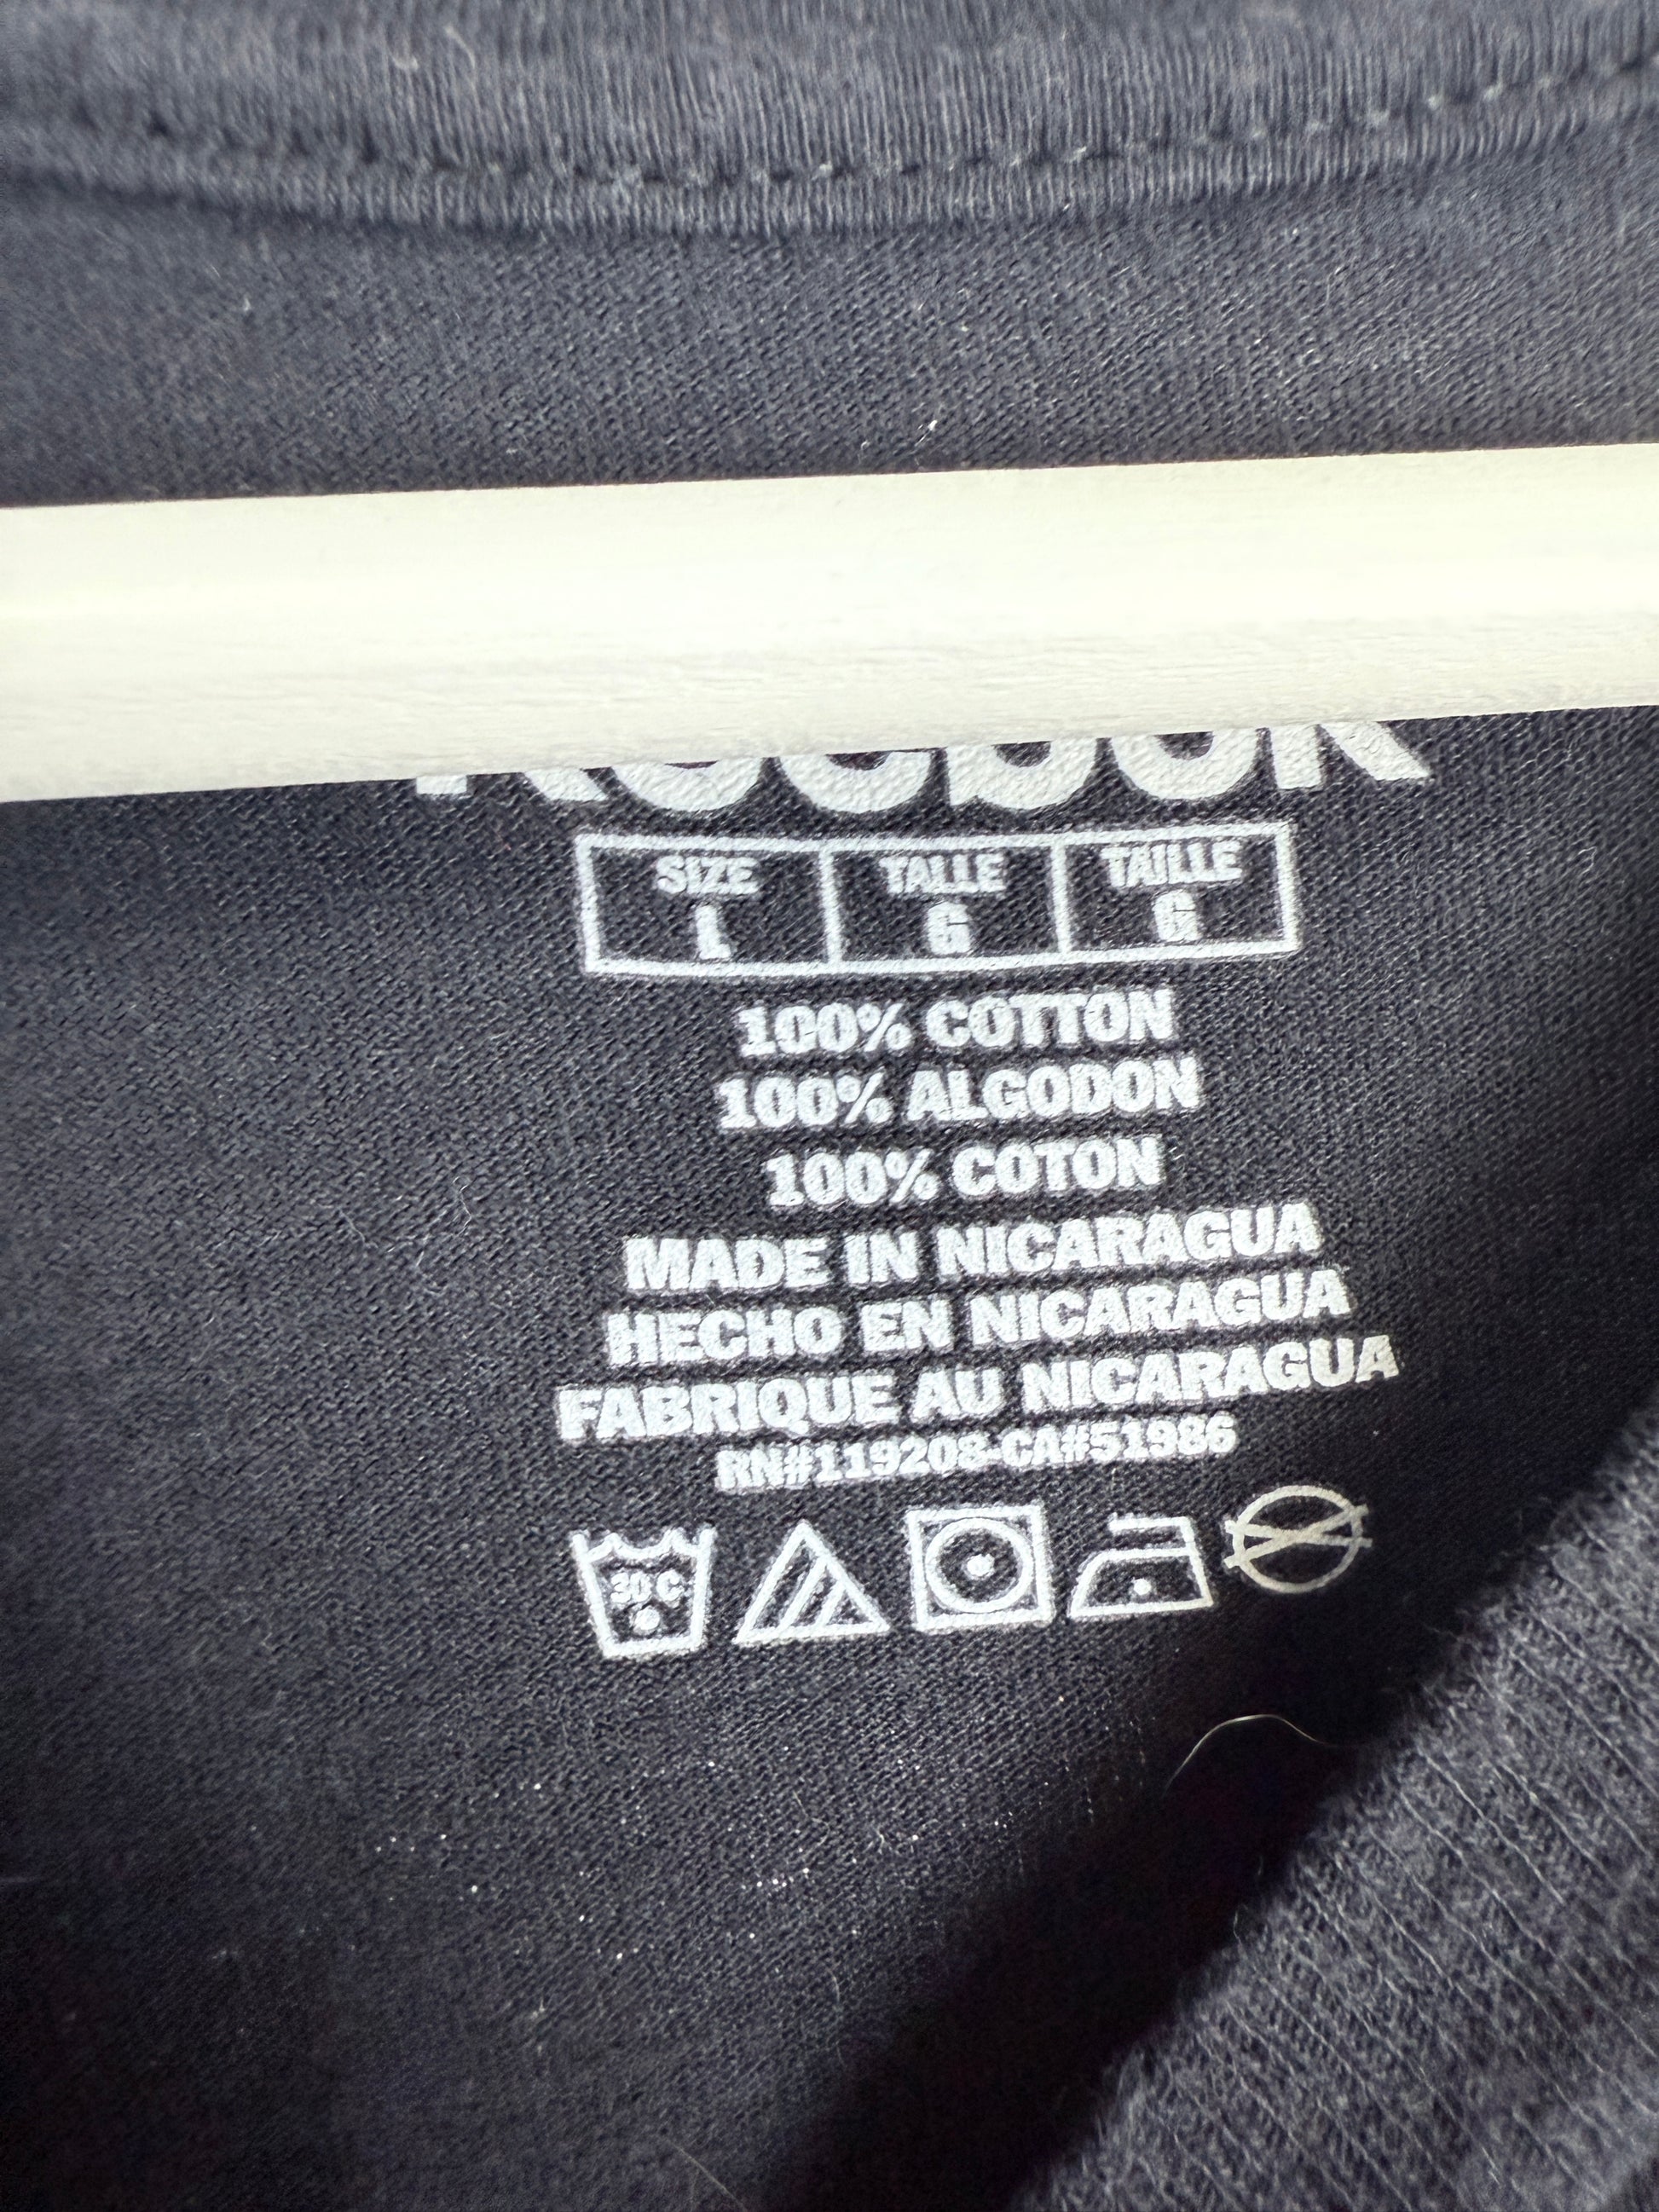 Reebok
SIZE TALLE TAILLE
L G G
100% COTTON
100% ALGODON
100% COTON
MADE IN NICARAGUA
HECHO EN NICARAGUA
FABRIQUE AU NICARAGUA
RN#119208-CA#51986
30 C